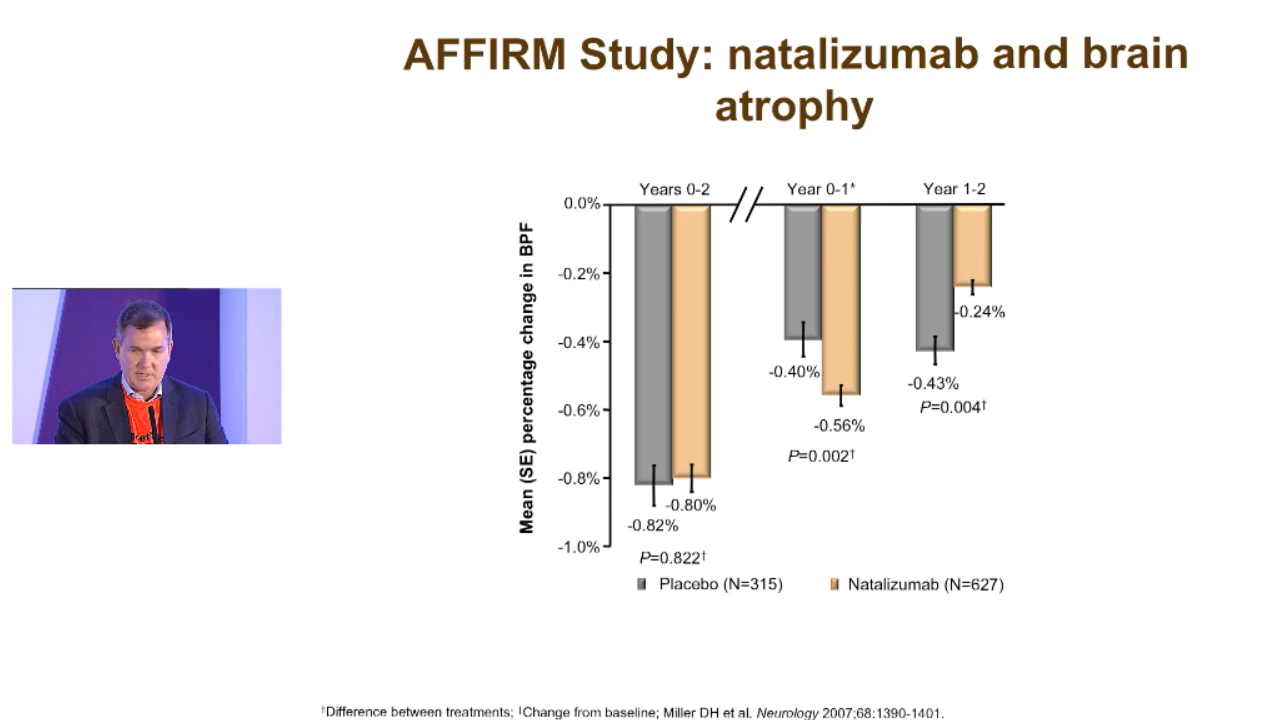 AFFIRM Study: natalizumab and brain
atrophy
Years 0-2
Year 0-1*
Year 1-2
Mean (SE) percentage change in BPF
0.0%
-0.2%
-0.4%
-0.6%
-0.8%
-1.0%
-0.82%
-0.80%
P=0.822†
-0.40%
-0.56%
P=0.002†
-0.43%
-0.24%
P=0.004†
Placebo (N=315)
Natalizumab (N=627)
†Difference between treatments; ‡Change from baseline; Miller DH et al. Neurology 2007;68:1390-1401.